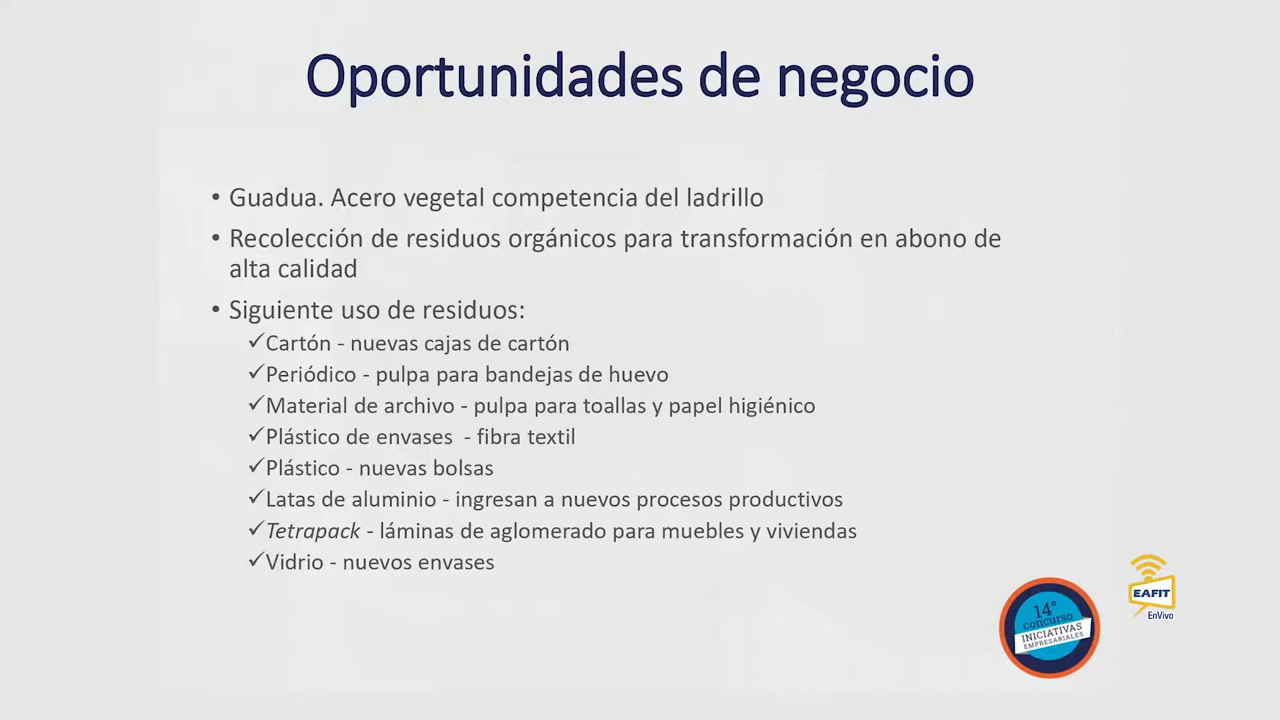 Oportunidades de negocio
• Guadua. Acero vegetal competencia del ladrillo
• Recolección de residuos orgánicos para transformación en abono de
alta calidad
• Siguiente uso de residuos:
✓Cartón - nuevas cajas de cartón
✓Periódico - pulpa para bandejas de huevo
✓Material de archivo - pulpa para toallas y papel higiénico
✓Plástico de envases - fibra textil
✓Plástico - nuevas bolsas
✓Latas de aluminio - ingresan a nuevos procesos productivos
✓Tetrapack - láminas de aglomerado para muebles y viviendas
✓Vidrio - nuevos envases
14°
concurso
INICIATIVAS
EMPRESARIALES
EAFIT
EnVivo